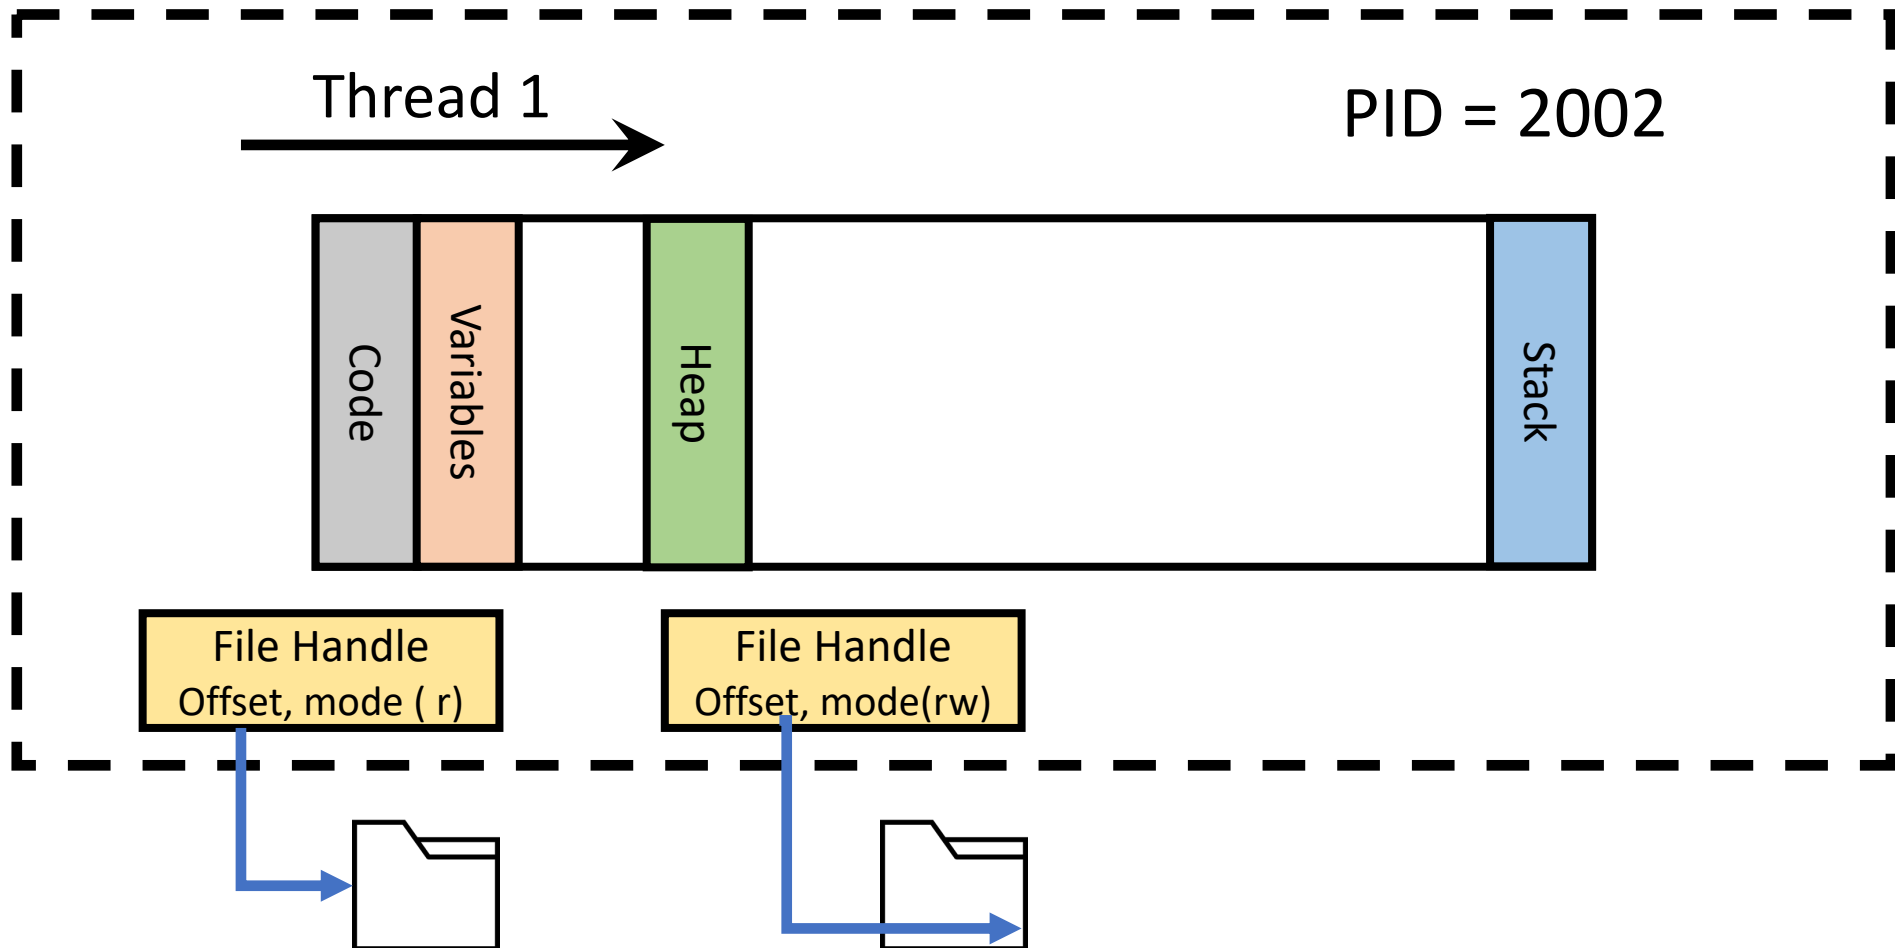 Thread 1
PID = 2002
Code
Variables
Heap
Stack
File Handle
Offset, mode ( r)
File Handle
Offset, mode(rw)